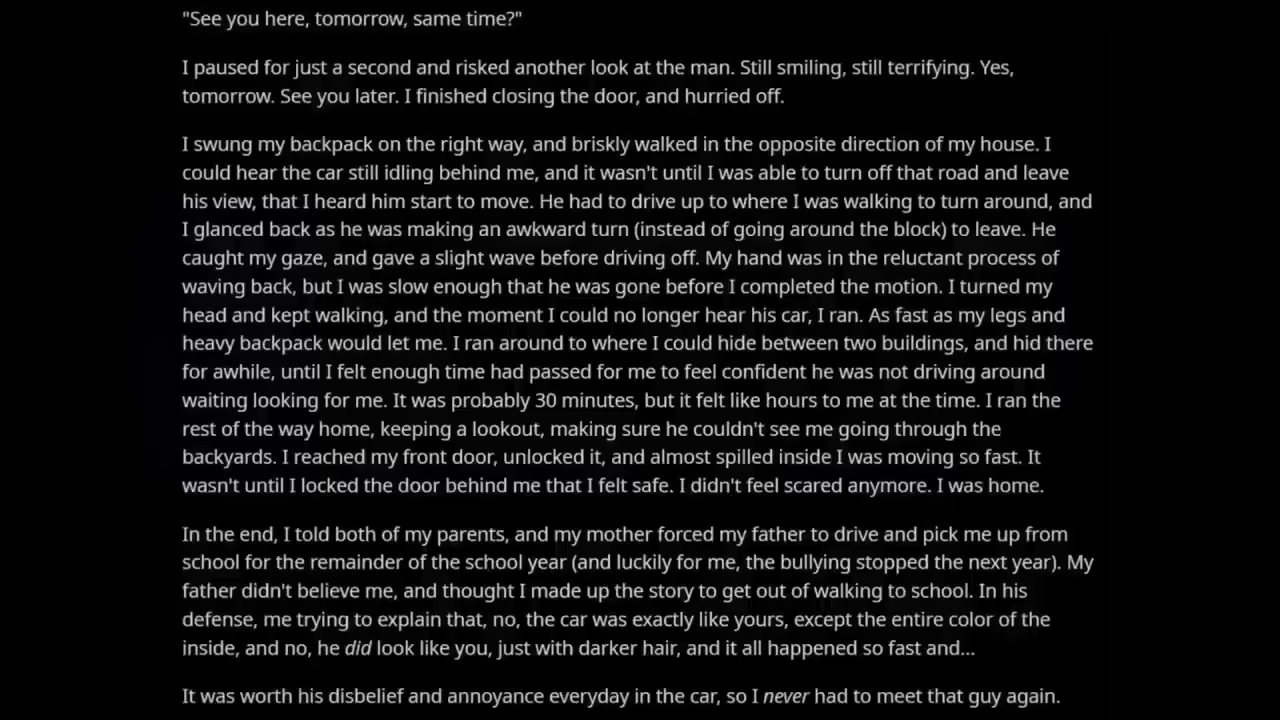 "See you here, tomorrow, same time?"
I paused for just a second and risked another look at the man. Still smiling, still terrifying. Yes,
tomorrow. See you later. I finished closing the door, and hurried off.
I swung my backpack on the right way, and briskly walked in the opposite direction of my house. I
could hear the car still idling behind me, and it wasn't until I was able to turn off that road and leave
his view, that I heard him start to move. He had to drive up to where I was walking to turn around, and
I glanced back as he was making an awkward turn (instead of going around the block) to leave. He
caught my gaze, and gave a slight wave before driving off. My hand was in the reluctant process of
waving back, but I was slow enough that he was gone before I completed the motion. I turned my
head and kept walking, and the moment I could no longer hear his car, I ran. As fast as my legs and
heavy backpack would let me. I ran around to where I could hide between two buildings, and hid there
for awhile, until I felt enough time had passed for me to feel confident he was not driving around
waiting looking for me. It was probably 30 minutes, but it felt like hours to me at the time. I ran the
rest of the way home, keeping a lookout, making sure he couldn't see me going through the
backyards. I reached my front door, unlocked it, and almost spilled inside I was moving so fast. It
wasn't until I locked the door behind me that I felt safe. I didn't feel scared anymore. I was home.
In the end, I told both of my parents, and my mother forced my father to drive and pick me up from
school for the remainder of the school year (and luckily for me, the bullying stopped the next year). My
father didn't believe me, and thought I made up the story to get out of walking to school. In his
defense, me trying to explain that, no, the car was exactly like yours, except the entire color of the
inside, and no, he did look like you, just with darker hair, and it all happened so fast and...
It was worth his disbelief and annoyance everyday in the car, so I never had to meet that guy again.